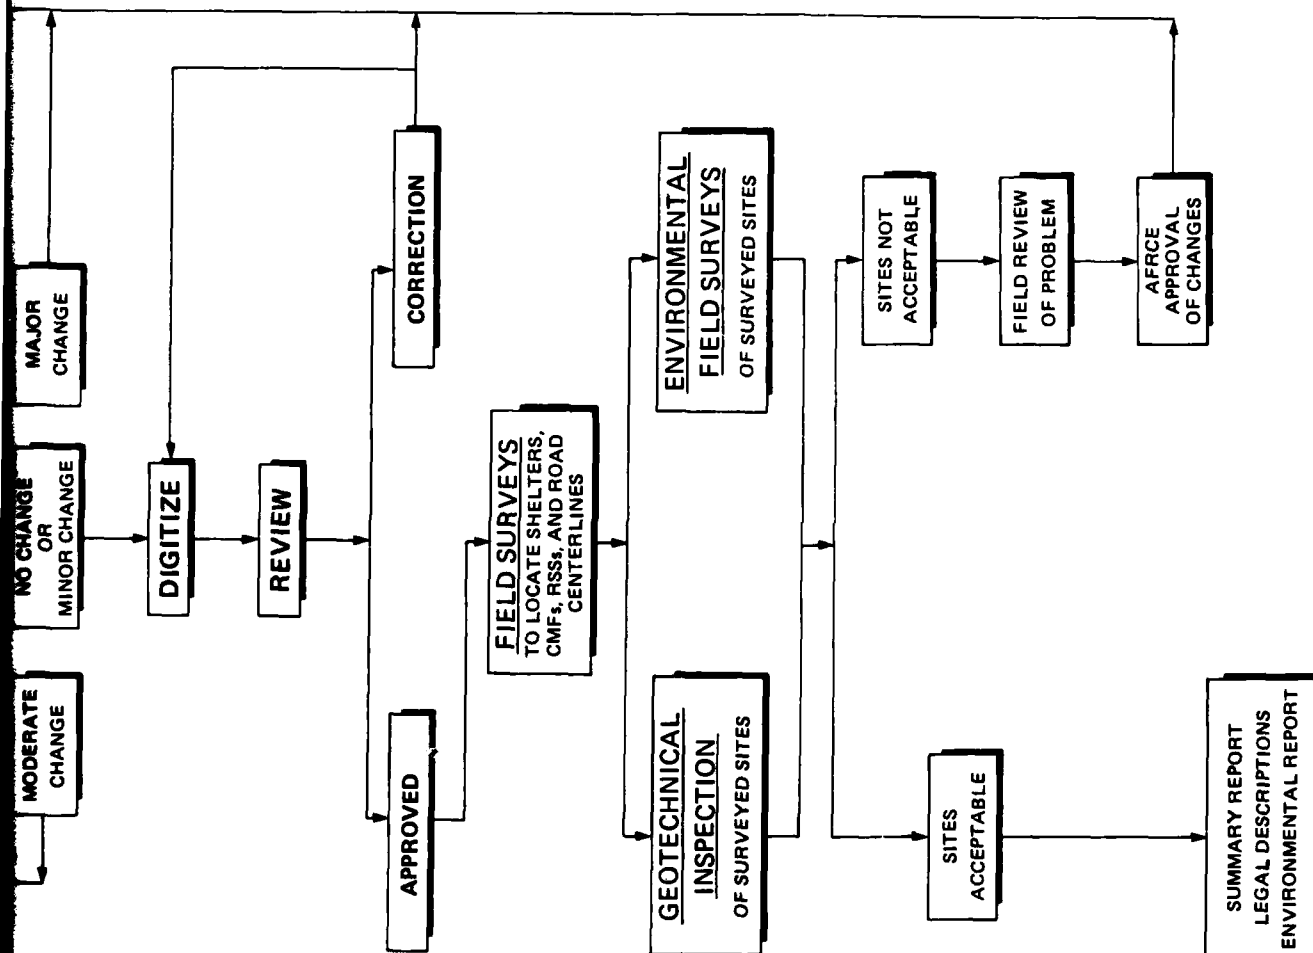 MAJOR
CHANGE
NO CHANGE
OR
MINOR CHANGE
MODERATE
CHANGE
DIGITIZE
REVIEW
CORRECTION
APPROVED
FIELD SURVEYS
TO LOCATE SHELTERS,
CMFs, RSSs, AND ROAD
CENTERLINES
ENVIRONMENTAL
FIELD SURVEYS
OF SURVEYED SITES
GEOTECHNICAL
INSPECTION
OF SURVEYED SITES
SITES NOT
ACCEPTABLE
FIELD REVIEW
OF PROBLEM
AFRCE
APPROVAL
OF CHANGES
SITES
ACCEPTABLE
SUMMARY REPORT
LEGAL DESCRIPTIONS
ENVIRONMENTAL REPORT